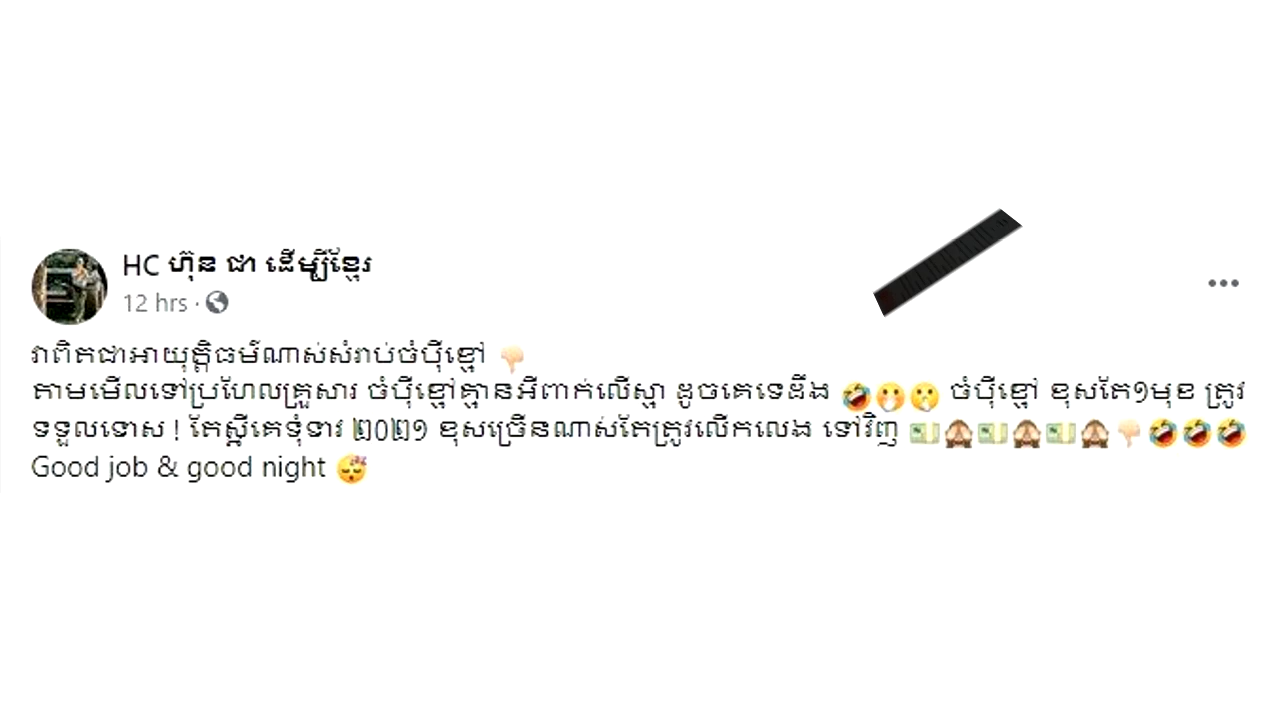 HC ហ៊ុន ជា ដើម្បីខ្មែរ
12 hrs ·
វាពិតជាអាយុត្តិធម៌ណាស់សំរាប់ចំប៉ីខ្មៅ 👇🏻
តាមមើលទៅប្រហែលគ្រួសារ ចំប៉ីខ្មៅគ្មានអីពាក់លើស្មា ដូចគេទេដឹង 🤣🤭🤫 ចំប៉ីខ្មៅ ខុសតែ១មុខ ត្រូវ
ទទួលទោស ! តែស្អីគេទុំទាវ ២០២១ ខុសច្រើនណាស់តែត្រូវលើកលែង ទៅវិញ 💵🙈💵🙈💵🙈👇🏻🤣🤣🤣
Good job & good night 😴